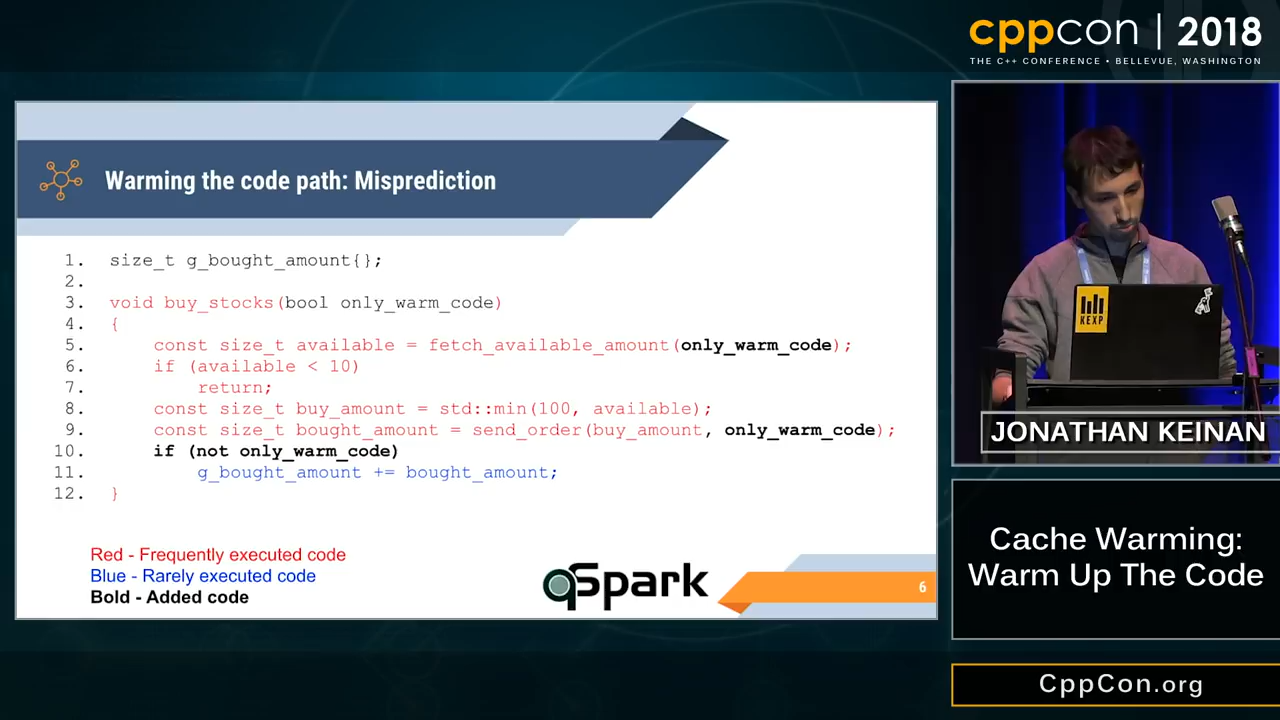 cppcon | 2018
THE C++ CONFERENCE • BELLEVUE, WASHINGTON
Warming the code path: Misprediction
1. size_t g_bought_amount{};
2.
3. void buy_stocks(bool only_warm_code)
4. {
5. const size_t available = fetch_available_amount(only_warm_code);
6. if (available < 10)
7. return;
8. const size_t buy_amount = std::min(100, available);
9. const size_t bought_amount = send_order(buy_amount, only_warm_code);
10. if (not only_warm_code)
11. g_bought_amount += bought_amount;
12. }
Red - Frequently executed code
Blue - Rarely executed code
Bold - Added code
qSpark
6
KEXP
JONATHAN KEINAN
Cache Warming:
Warm Up The Code
CppCon.org